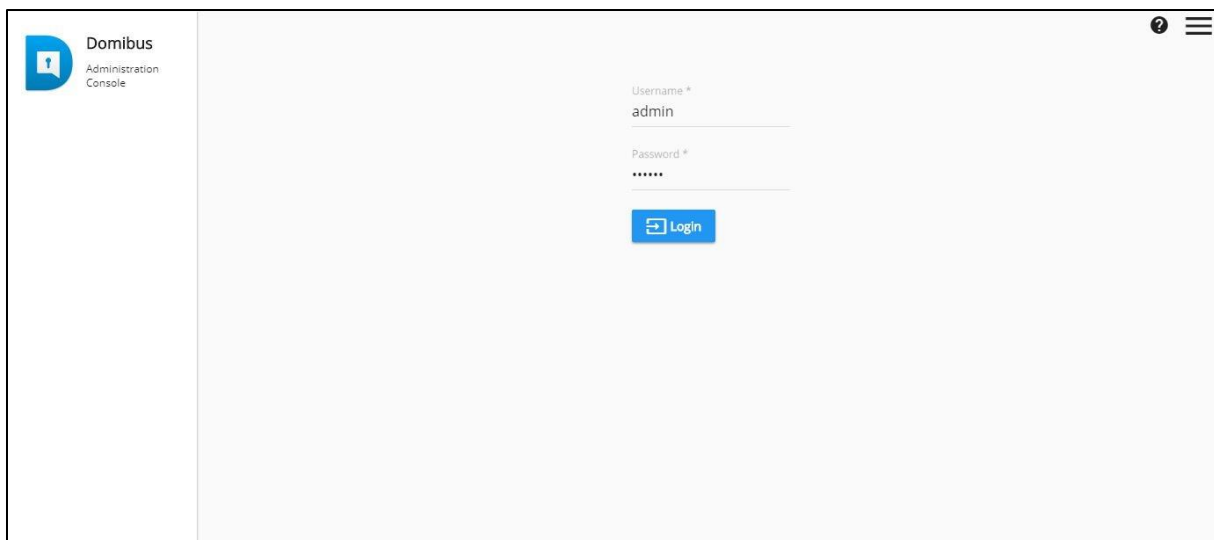 Domibus
Administration
Console
Username *
admin
Password *
••••••
Login